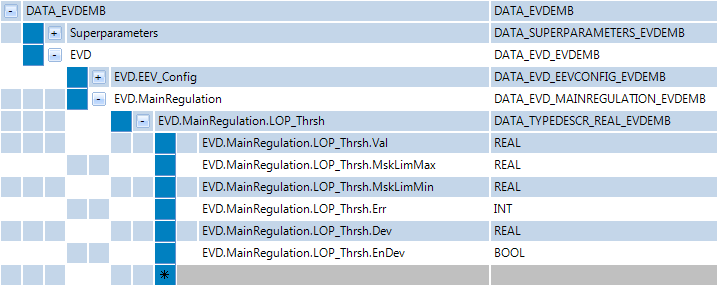 DATA_EVDEMB DATA_EVDEMB
Superparameters DATA_SUPERPARAMETERS_EVDEMB
EVD DATA_EVD_EVDEMB
EVD.EEV_Config DATA_EVD_EEVCONFIG_EVDEMB
EVD.MainRegulation DATA_EVD_MAINREGULATION_EVDEMB
EVD.MainRegulation.LOP_Thrsh DATA_TYPEDESCR_REAL_EVDEMB
EVD.MainRegulation.LOP_Thrsh.Val REAL
EVD.MainRegulation.LOP_Thrsh.MskLimMax REAL
EVD.MainRegulation.LOP_Thrsh.MskLimMin REAL
EVD.MainRegulation.LOP_Thrsh.Err INT
EVD.MainRegulation.LOP_Thrsh.Dev REAL
EVD.MainRegulation.LOP_Thrsh.EnDev BOOL